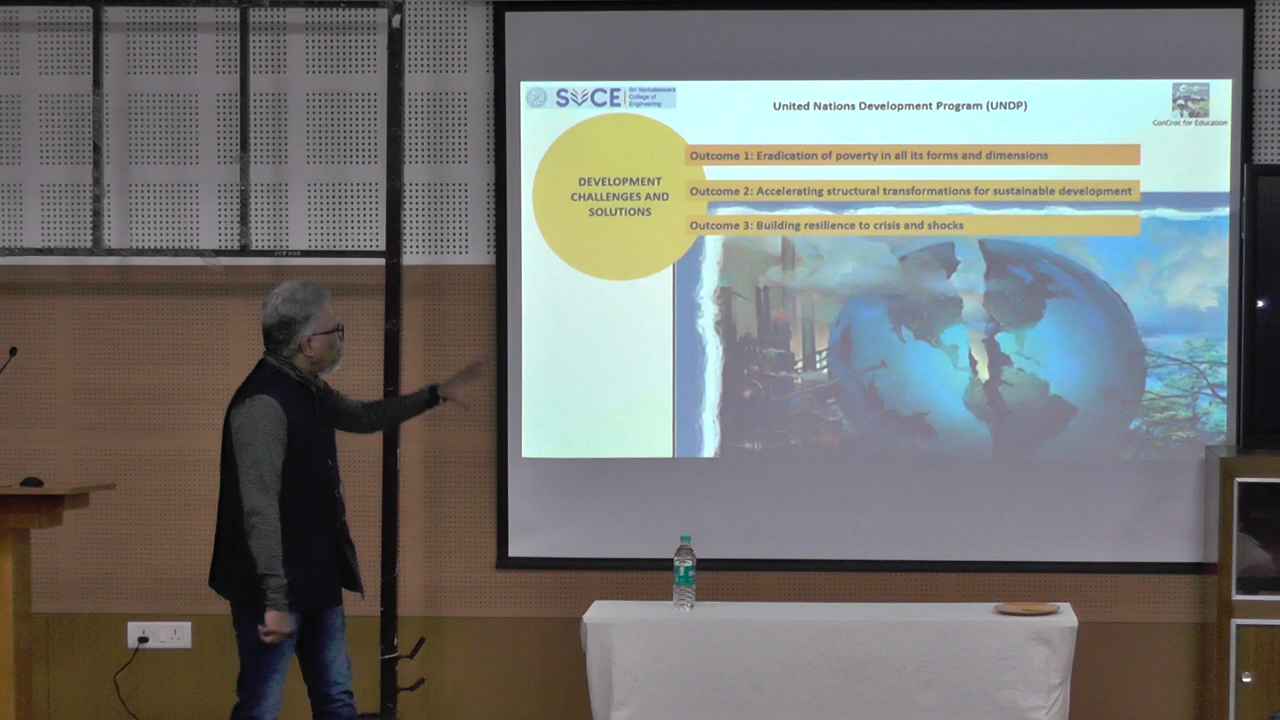 SVCE
Sri Venkateswara
College of
Engineering
United Nations Development Program (UNDP)
ConCroc for Education
DEVELOPMENT
CHALLENGES AND
SOLUTIONS
Outcome 1: Eradication of poverty in all its forms and dimensions
Outcome 2: Accelerating structural transformations for sustainable development
Outcome 3: Building resilience to crisis and shocks